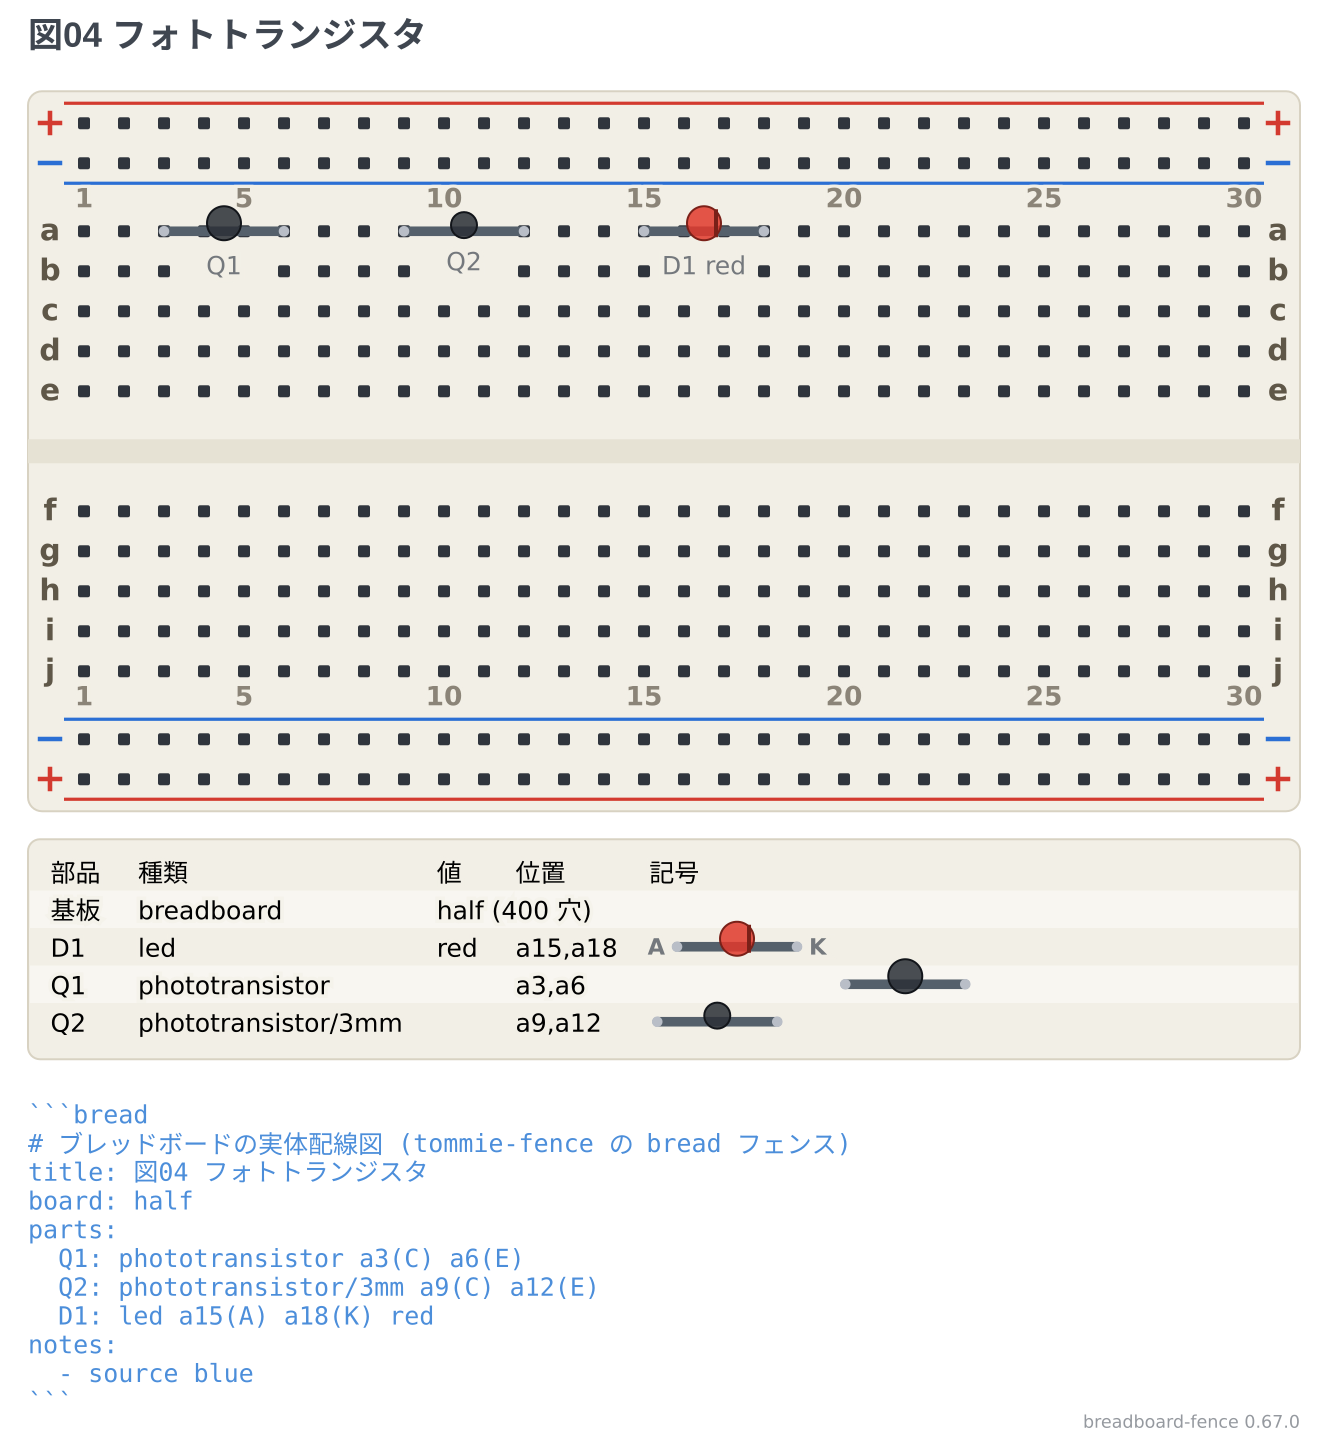 図04 フォトトランジスタ
+ +
− −
1 5 10 15 20 25 30
a a
Q1 Q2 D1 red
b b
c c
d d
e e
f f
g g
h h
i i
j j
1 5 10 15 20 25 30
− −
+ +
部品 種類 値 位置 記号
基板 breadboard half (400 穴)
D1 led red a15,a18 A K
Q1 phototransistor a3,a6
Q2 phototransistor/3mm a9,a12
```bread
# ブレッドボードの実体配線図 (tommie-fence の bread フェンス)
title: 図04 フォトトランジスタ
board: half
parts:
  Q1: phototransistor a3(C) a6(E)
  Q2: phototransistor/3mm a9(C) a12(E)
  D1: led a15(A) a18(K) red
notes:
  - source blue
```
breadboard-fence 0.67.0